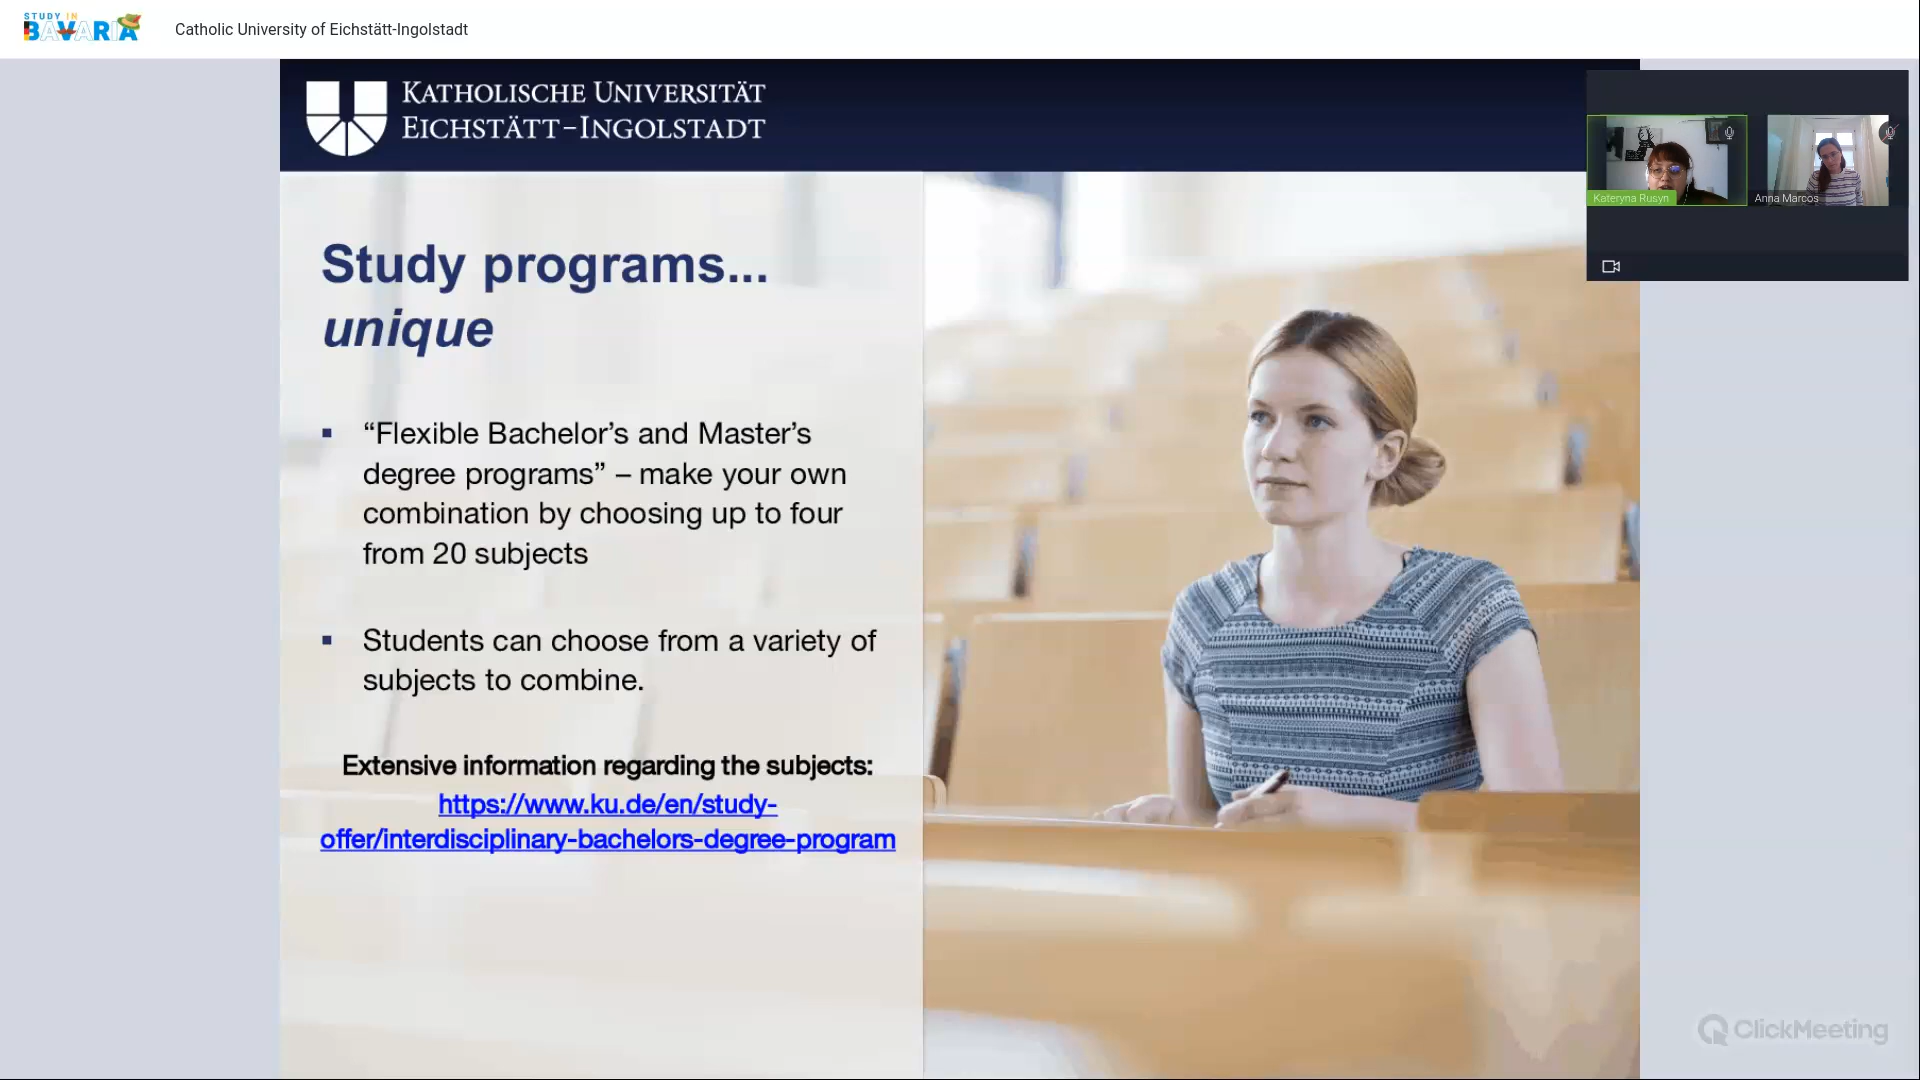 STUDY IN
BAVARIA
Catholic University of Eichstätt-Ingolstadt
KATHOLISCHE UNIVERSITÄT
EICHSTÄTT-INGOLSTADT
Kateryna Rusyn
Anna Marcos
Study programs...
unique
▪ “Flexible Bachelor’s and Master’s
degree programs” – make your own
combination by choosing up to four
from 20 subjects
▪ Students can choose from a variety of
subjects to combine.
Extensive information regarding the subjects:
https://www.ku.de/en/study-
offer/interdisciplinary-bachelors-degree-program
ClickMeeting